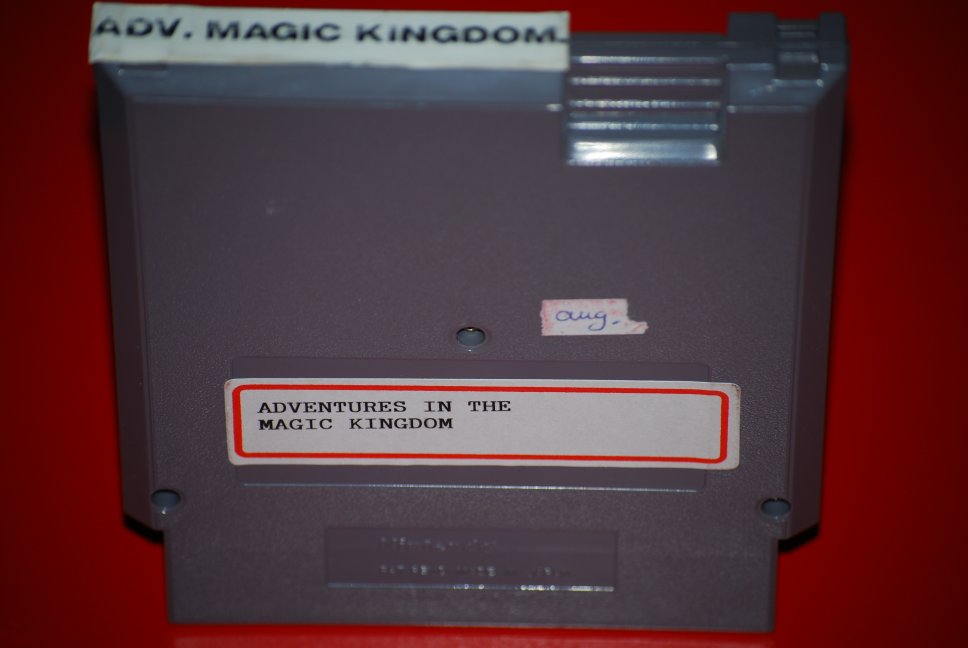 ADV. MAGIC KINGDOM
aug.
ADVENTURES IN THE
MAGIC KINGDOM